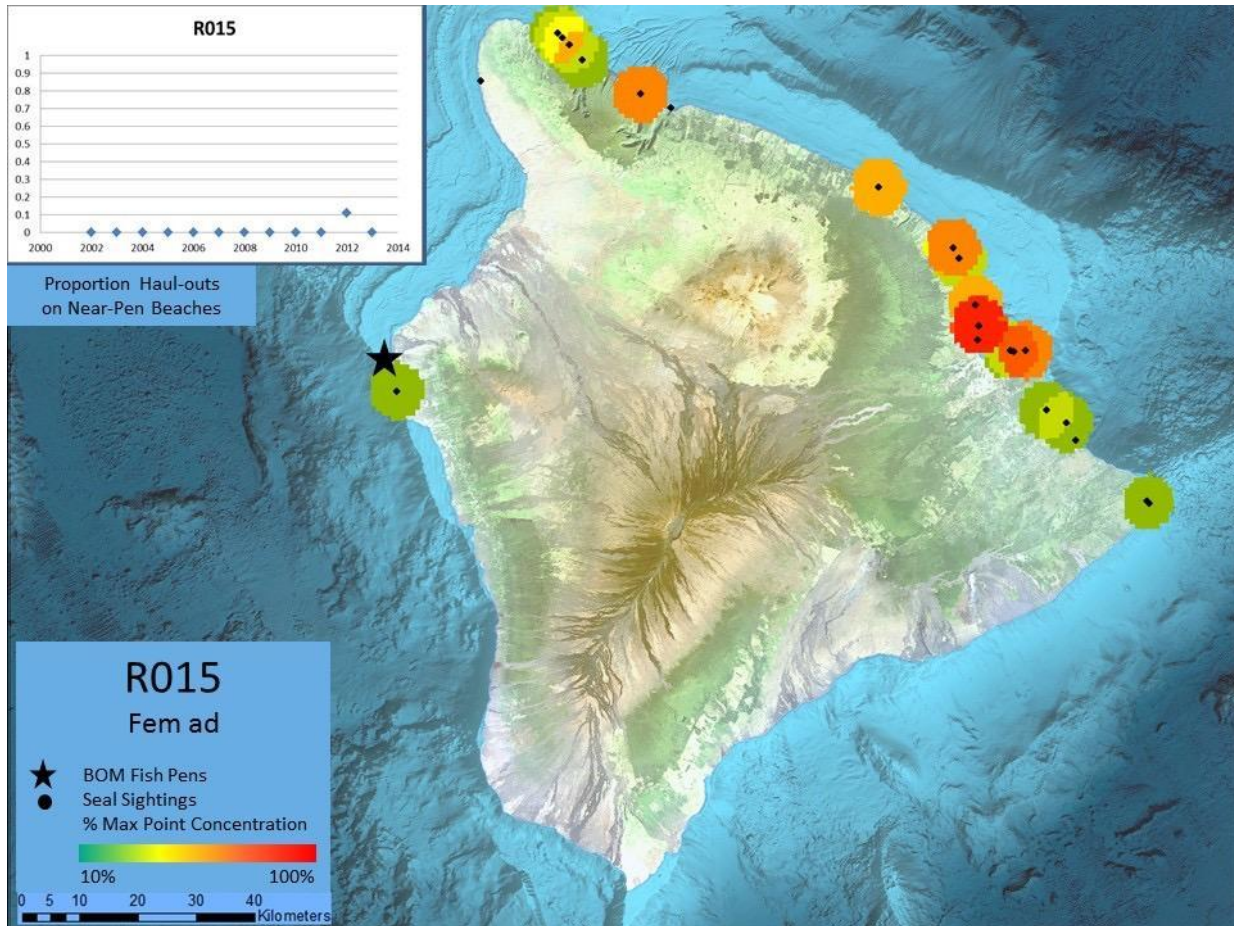 R015
1
0.9
0.8
0.7
0.6
0.5
0.4
0.3
0.2
0.1
0
2000 2002 2004 2006 2008 2010 2012 2014
Proportion Haul-outs
on Near-Pen Beaches
R015
Fem ad
BOM Fish Pens
Seal Sightings
% Max Point Concentration
10% 100%
0 5 10 20 30 40
Kilometers